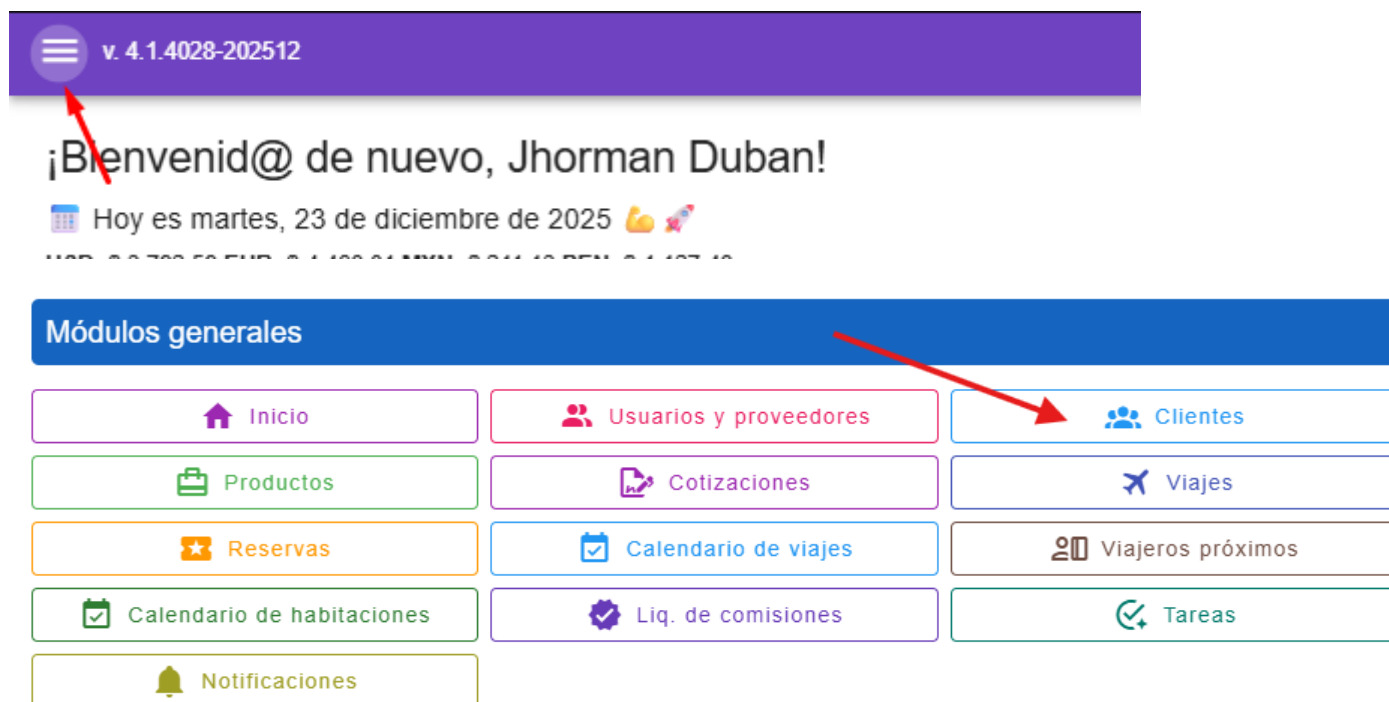 v. 4.1.4028-202512
¡Bienvenid@ de nuevo, Jhorman Duban!
Hoy es martes, 23 de diciembre de 2025
Módulos generales
Inicio
Usuarios y proveedores
Clientes
Productos
Cotizaciones
Viajes
Reservas
Calendario de viajes
Viajeros próximos
Calendario de habitaciones
Liq. de comisiones
Tareas
Notificaciones